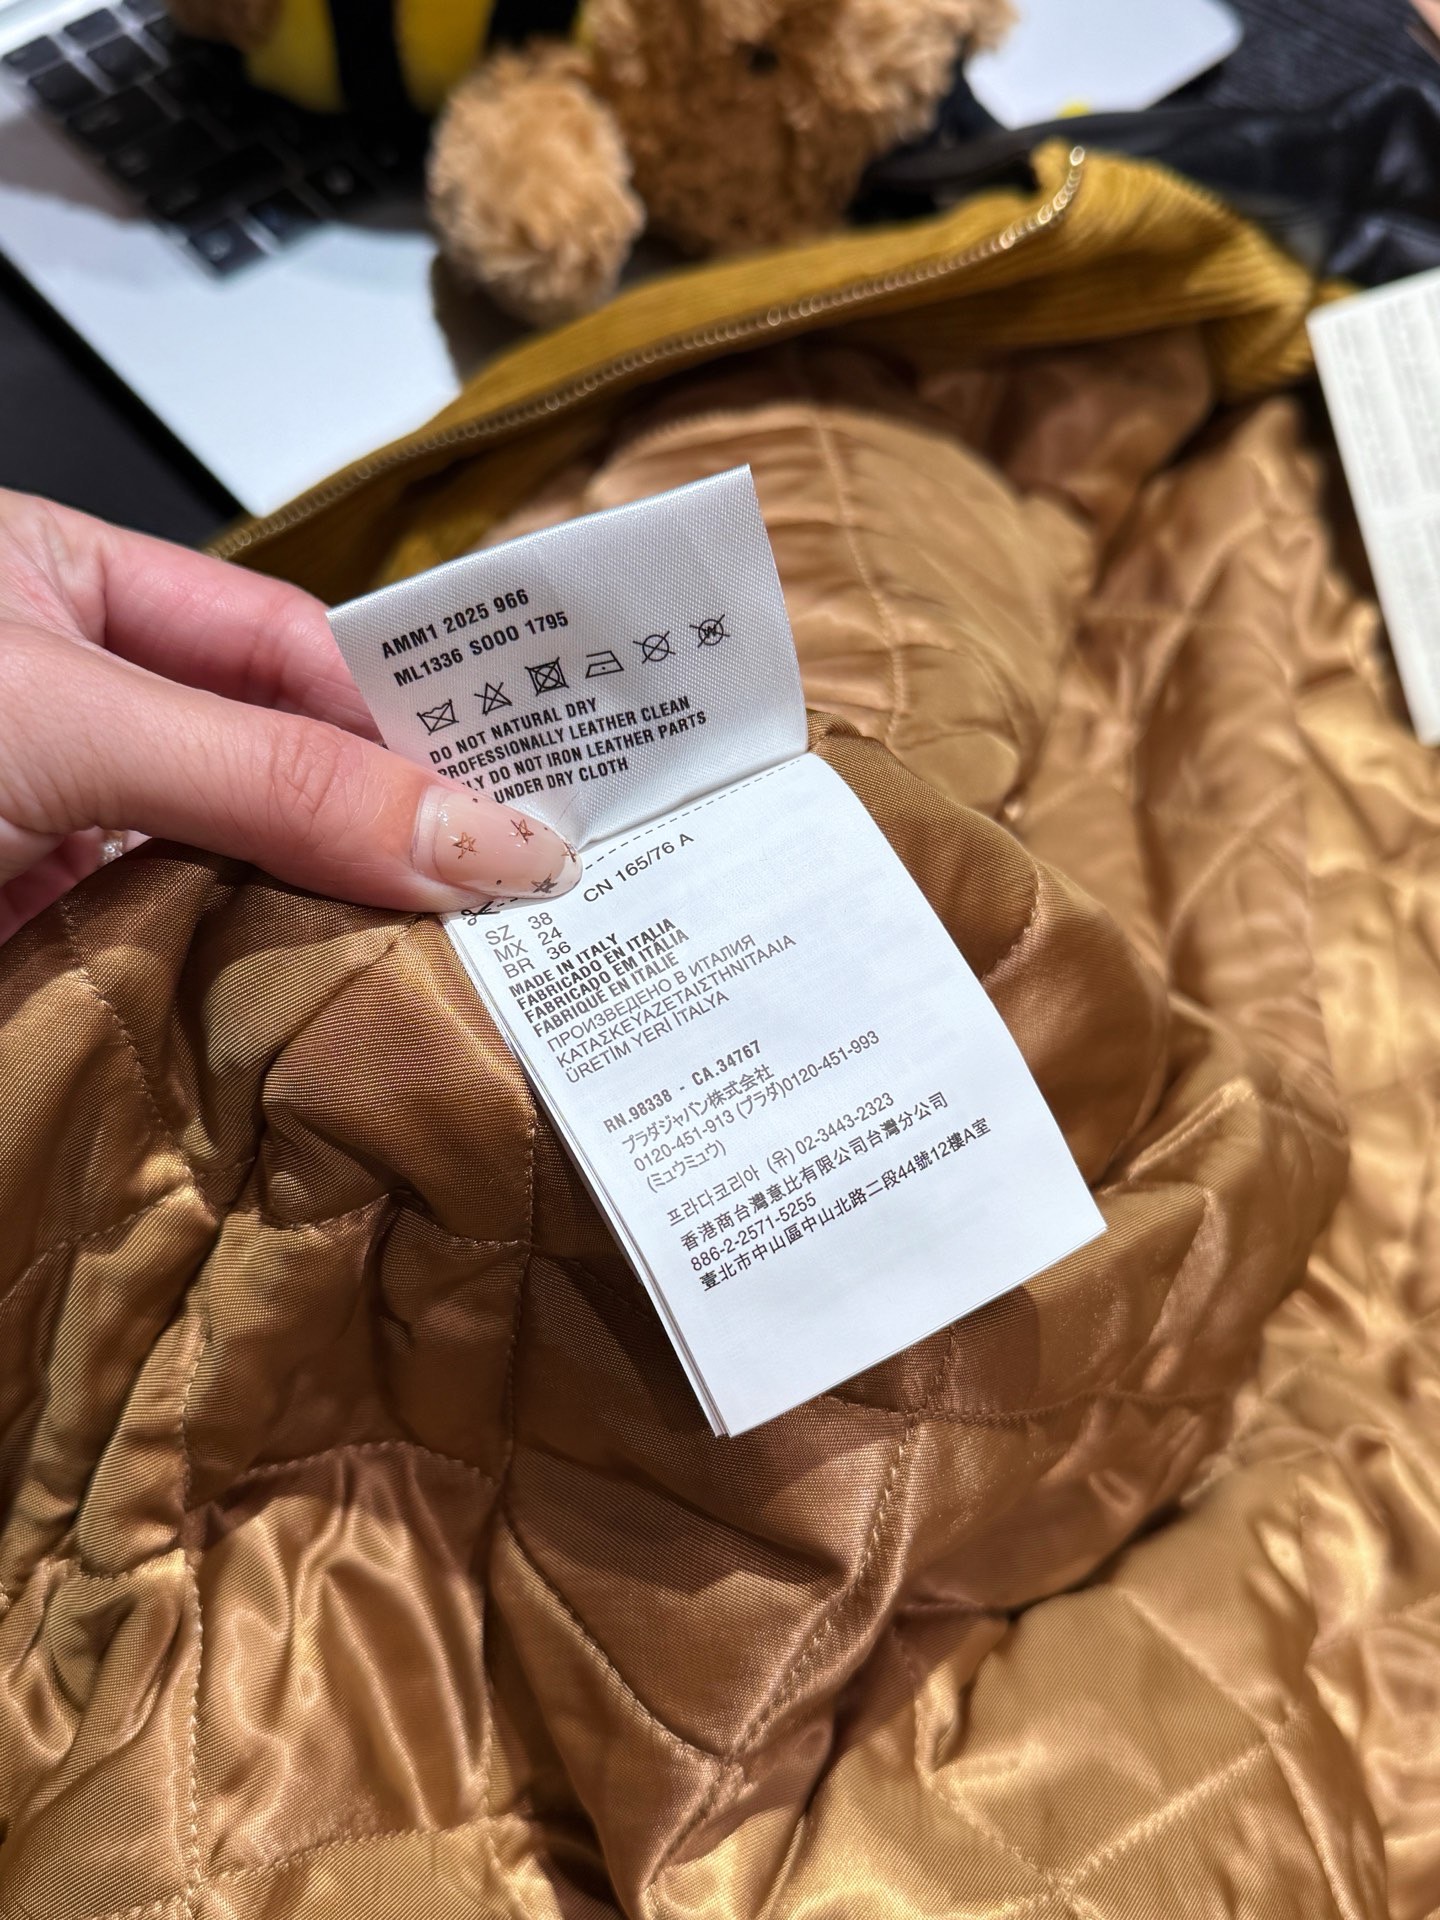 AMM1 2025 966
ML1336 S000 1795
DO NOT NATURAL DRY
PROFESSIONALLY LEATHER CLEAN
DO NOT IRON LEATHER PARTS
UNDER DRY CLOTH
CN 165/76 A
SZ 38
MX 24
BR 36
MADE IN ITALY
FABRICADO EN ITALIA
FABRICADO EM ITÁLIA
FABRIQUÉ EN ITALIE
ПРОИЗВЕДЕНО В ИТАЛИЯ
ΚΑΤΑΣΚΕΥΑΖΕΤΑΙΣΤΗΝΙΤΑΑΙΑ
ÜRETİM YERİ İTALYA
RN.98338 - CA.34767
プラダジャパン株式会社
0120-451-913 (プラダ)0120-451-993
(ミュウミュウ)
프라다코리아 (유) 02-3443-2323
香港商台灣意比有限公司台灣分公司
886-2-2571-5255
臺北市中山區中山北路二段44號12樓A室